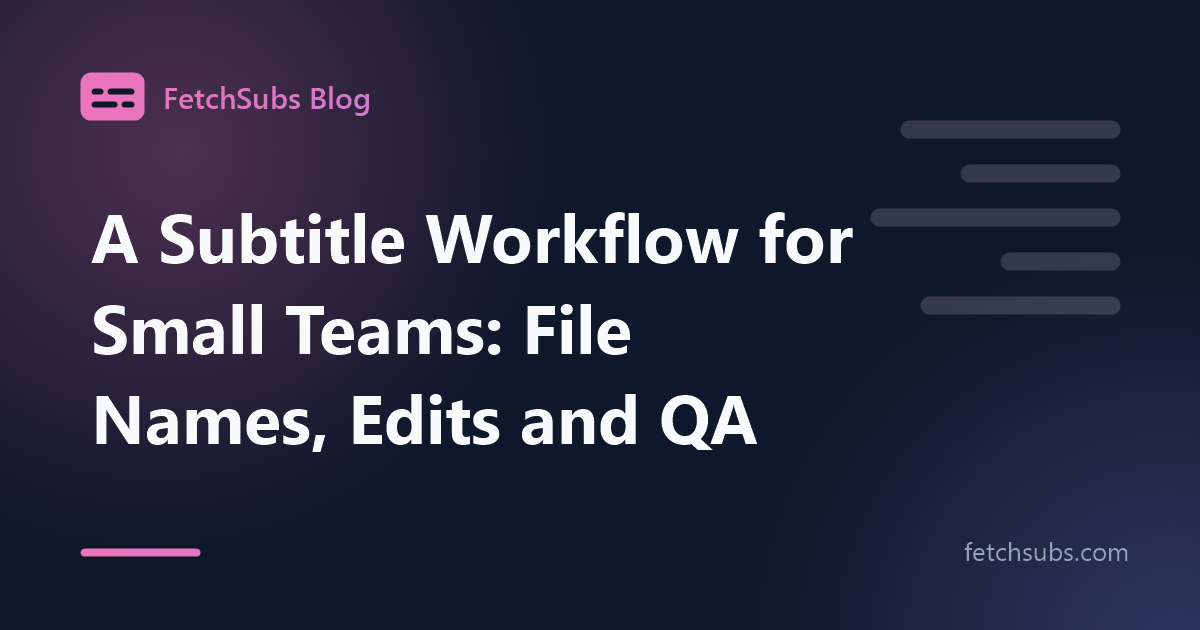 FetchSubs Blog
A Subtitle Workflow for
Small Teams: File
Names, Edits and QA
fetchsubs.com